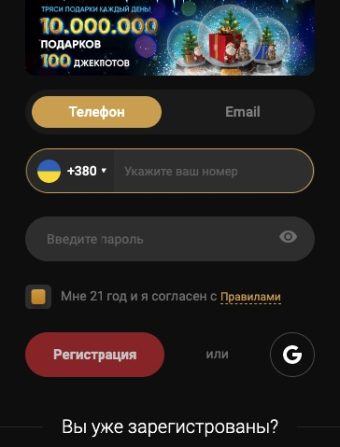 ТРЯСИ ПОДАРКИ КАЖДЫЙ ДЕНЬ!
10.000.000
ПОДАРКОВ
100 ДЖЕКПОТОВ
Телефон
Email
+380 ▾ Укажите ваш номер
Введите пароль
Мне 21 год и я согласен с Правилами
Регистрация
или
G
Вы уже зарегистрованы?